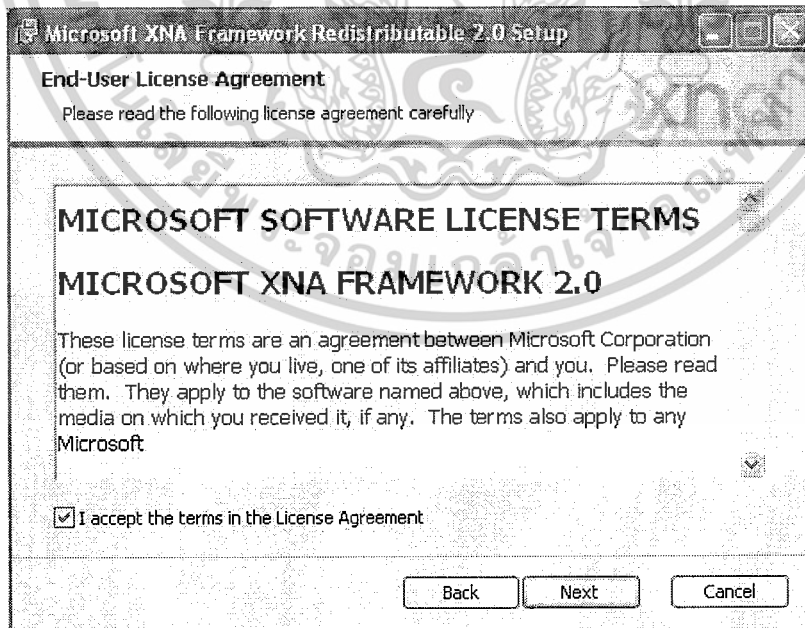 Microsoft XNA Framework Redistributable 2.0 Setup
End-User License Agreement
Please read the following license agreement carefully
xna
MICROSOFT SOFTWARE LICENSE TERMS
MICROSOFT XNA FRAMEWORK 2.0
These license terms are an agreement between Microsoft Corporation
(or based on where you live, one of its affiliates) and you.  Please read
them.  They apply to the software named above, which includes the
media on which you received it, if any.  The terms also apply to any
Microsoft
I accept the terms in the License Agreement
Back
Next
Cancel